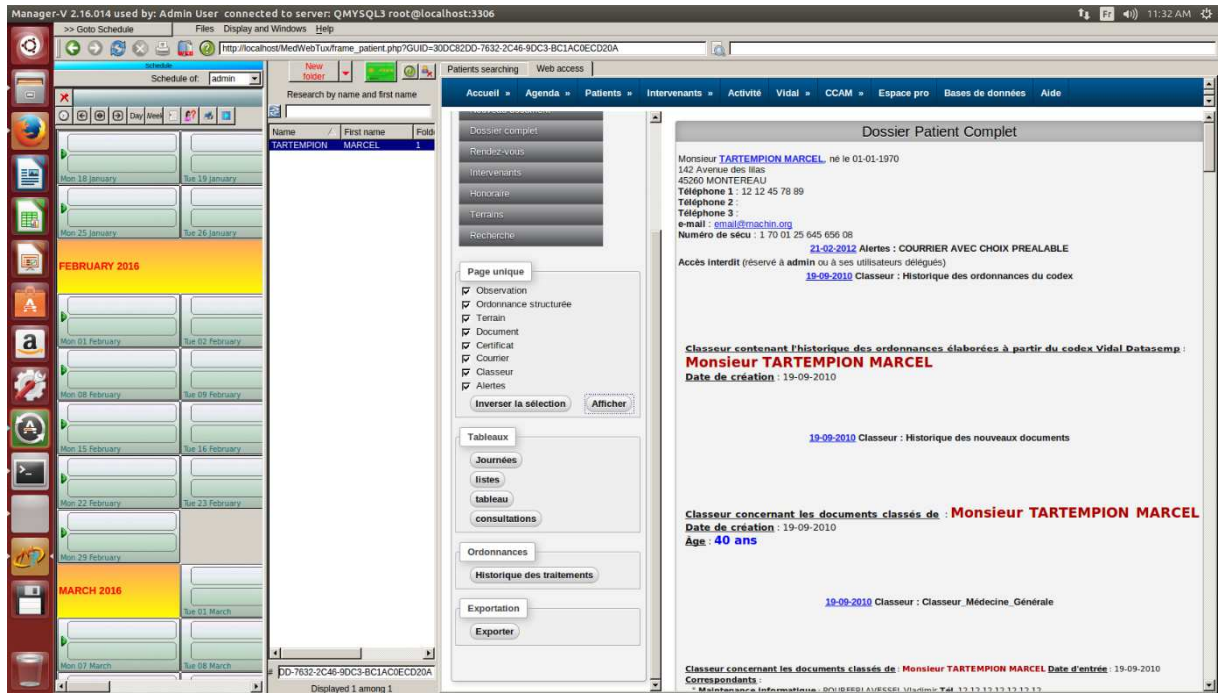 Manager-V 2.16.014 used by: Admin User connected to server: QMYSQL3 root@localhost:3306
Fr
11:32 AM
>> Goto Schedule
Files Display and Windows Help
http://localhost/MedWebTux/frame_patient.php?GUID=30DC82DD-7632-2C46-9DC3-BC1AC0ECD20A
Schedule
Schedule of: admin
Day Week
Mon 18 January
Tue 19 January
Mon 25 January
Tue 26 January
FEBRUARY 2016
Mon 01 February
Tue 02 February
Mon 08 February
Tue 09 February
Mon 15 February
Tue 16 February
Mon 22 February
Tue 23 February
Mon 29 February
MARCH 2016
Tue 01 March
Mon 07 March
Tue 08 March
New folder
Research by name and first name
Name First name Fold
TARTEMPION MARCEL 1
# DD-7632-2C46-9DC3-BC1AC0ECD20A
Displayed 1 among 1
Patients searching Web access
Accueil » Agenda » Patients » Intervenants » Activité Vidal » CCAM » Espace pro Bases de données Aide
Dossier complet
Rendez-vous
Intervenants
Honoraire
Terrains
Recherche
Page unique
Observation
Ordonnance structurée
Terrain
Document
Certificat
Courrier
Classeur
Alertes
Inverser la sélection Afficher
Tableaux
Journées
listes
tableau
consultations
Ordonnances
Historique des traitements
Exportation
Exporter
Dossier Patient Complet
Monsieur TARTEMPION MARCEL, né le 01-01-1970
142 Avenue des lilas
45260 MONTEREAU
Téléphone 1 : 12 12 45 78 89
Téléphone 2 :
Téléphone 3 :
e-mail : email@machin.org
Numéro de sécu : 1 70 01 25 645 656 08
21-02-2012 Alertes : COURRIER AVEC CHOIX PREALABLE
Accès interdit (réservé à admin ou à ses utilisateurs délégués)
19-09-2010 Classeur : Historique des ordonnances du codex
Classeur contenant l'historique des ordonnances élaborées à partir du codex Vidal Datasemp :
Monsieur TARTEMPION MARCEL
Date de création : 19-09-2010
19-09-2010 Classeur : Historique des nouveaux documents
Classeur concernant les documents classés de : Monsieur TARTEMPION MARCEL
Date de création : 19-09-2010
Âge : 40 ans
19-09-2010 Classeur : Classeur_Médecine_Générale
Classeur concernant les documents classés de : Monsieur TARTEMPION MARCEL Date d'entrée : 19-09-2010
Correspondants :